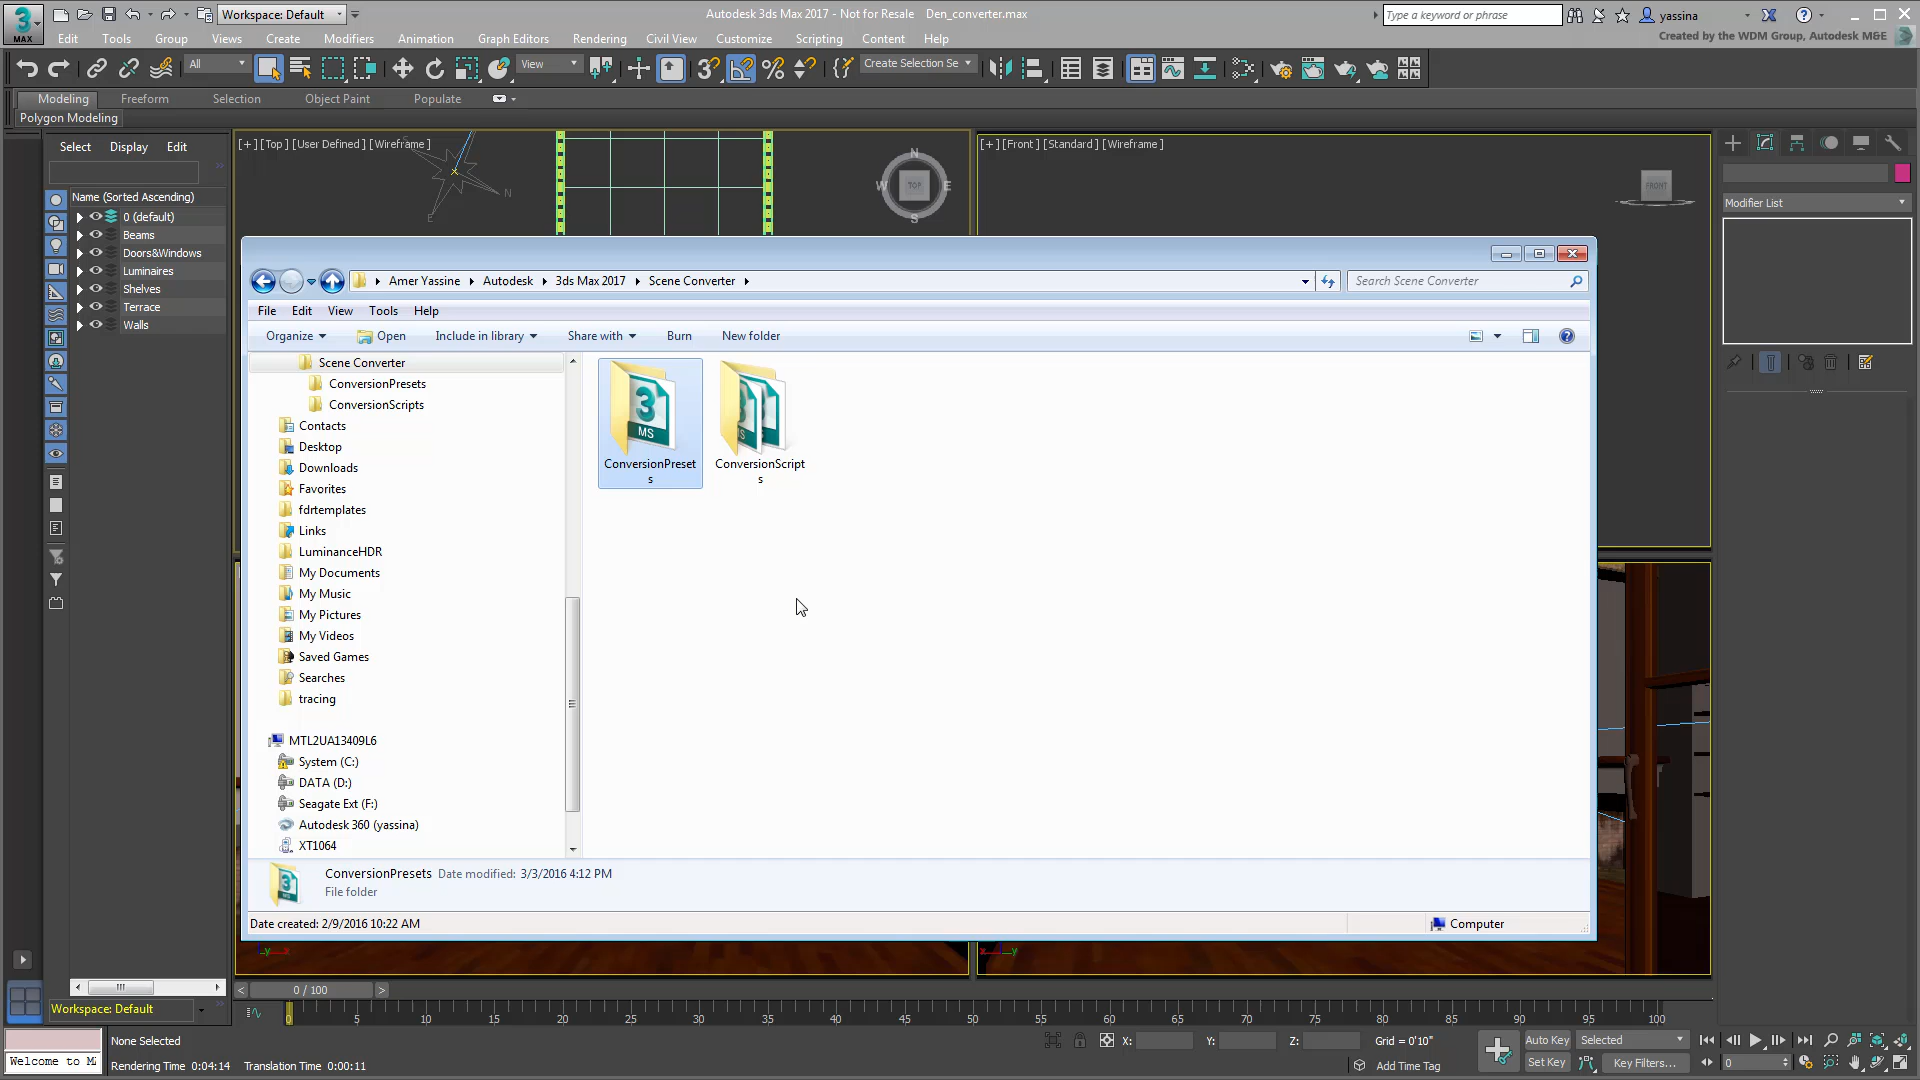 Workspace: Default
Autodesk 3ds Max 2017 - Not for Resale   Den_converter.max
Type a keyword or phrase
yassina
MAX
Edit Tools Group Views Create Modifiers Animation Graph Editors Rendering Civil View Customize Scripting Content Help
Created by the WDM Group, Autodesk M&E
All
View
Create Selection Se
Modeling Freeform Selection Object Paint Populate
Polygon Modeling
Select Display Edit
[+] [Top] [User Defined] [Wireframe]
[+] [Front] [Standard] [Wireframe]
N
W TOP E
S
N
E
FRONT
Name (Sorted Ascending)
0 (default)
Beams
Doors&Windows
Luminaires
Shelves
Terrace
Walls
Modifier List
Amer Yassine Autodesk 3ds Max 2017 Scene Converter
Search Scene Converter
File Edit View Tools Help
Organize Open Include in library Share with Burn New folder
Scene Converter
ConversionPresets
ConversionScripts
Contacts
Desktop
Downloads
Favorites
fdrtemplates
Links
LuminanceHDR
My Documents
My Music
My Pictures
My Videos
Saved Games
Searches
tracing
MTL2UA13409L6
System (C:)
DATA (D:)
Seagate Ext (F:)
Autodesk 360 (yassina)
XT1064
MS
ConversionPreset
s
ConversionScript
s
ConversionPresets Date modified: 3/3/2016 4:12 PM
File folder
Date created: 2/9/2016 10:22 AM
Computer
0 / 100
Workspace: Default
0 5 10 15 20 25 30 35 40 45 50 55 60 65 70 75 80 85 90 95 100
None Selected
X: Y: Z: Grid = 0'10"
Auto Key Selected
Welcome to M
Rendering Time 0:04:14 Translation Time 0:00:11
Add Time Tag
Set Key Key Filters...
0